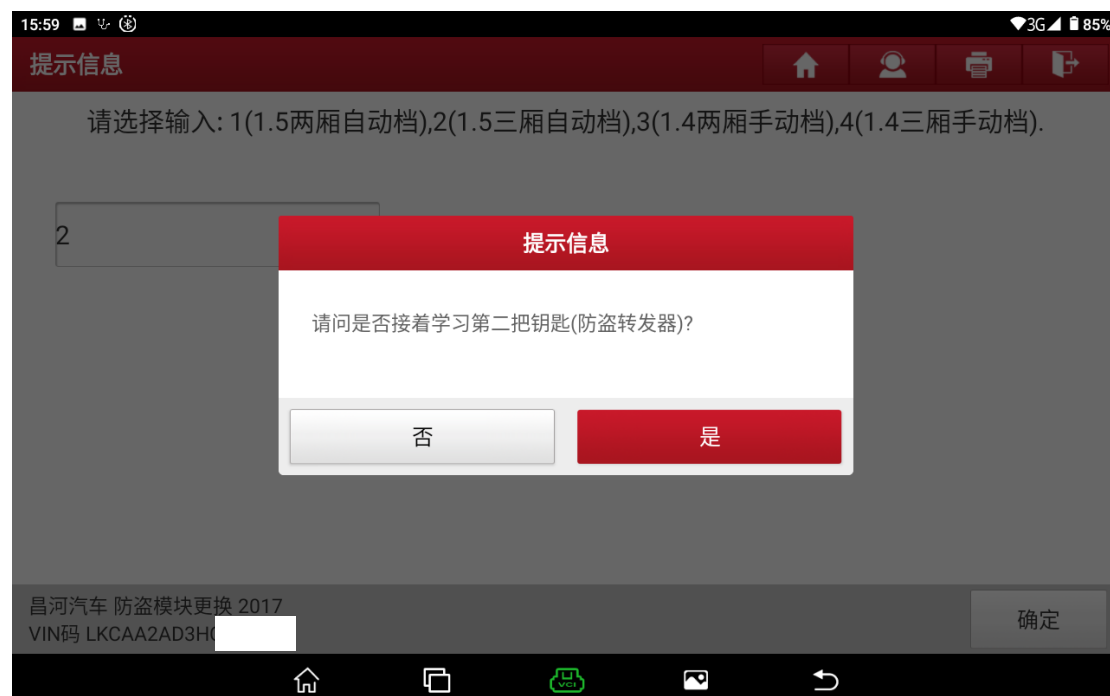 15:59
3G
85%
提示信息
请选择输入: 1(1.5两厢自动档),2(1.5三厢自动档),3(1.4两厢手动档),4(1.4三厢手动档).
2
提示信息
请问是否接着学习第二把钥匙(防盗转发器)?
否
是
昌河汽车 防盗模块更换 2017
VIN码 LKCAA2AD3H
确定
VCI